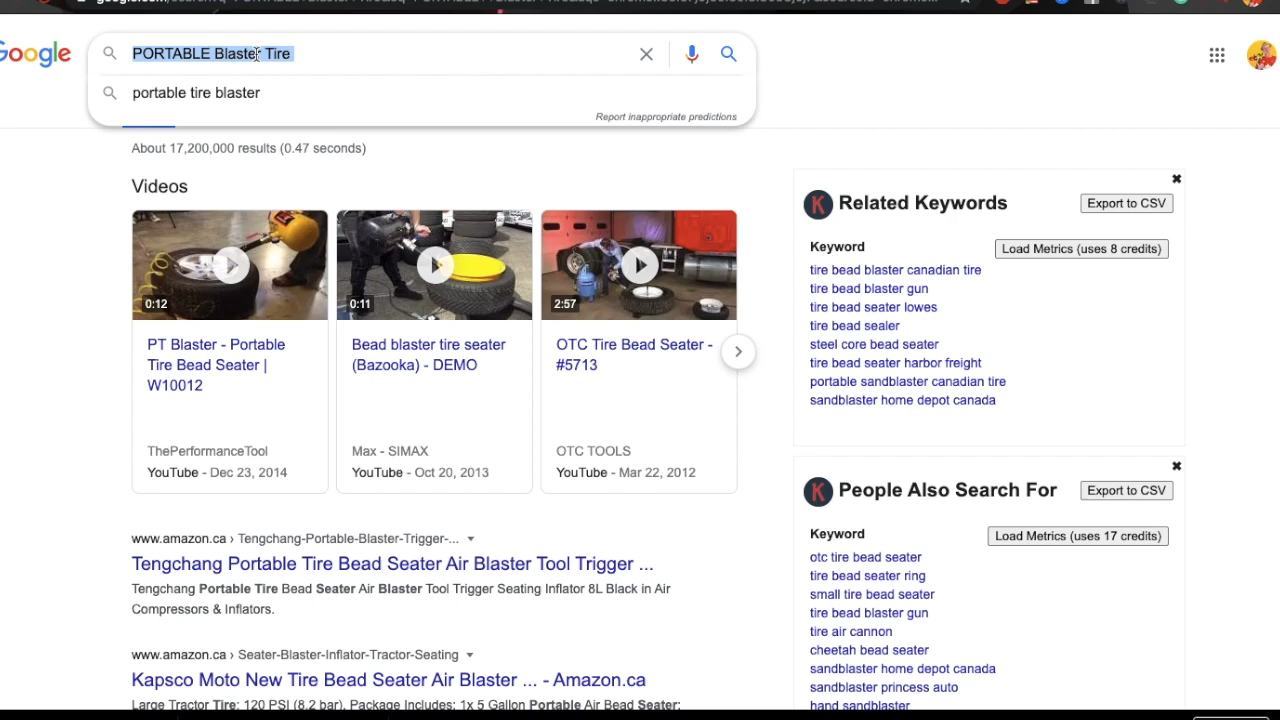 Google
PORTABLE Blaster Tire
portable tire blaster
Report inappropriate predictions
About 17,200,000 results (0.47 seconds)
Videos
0:12
0:11
2:57
PT Blaster - Portable
Tire Bead Seater |
W10012
ThePerformanceTool
YouTube - Dec 23, 2014
Bead blaster tire seater
(Bazooka) - DEMO
Max - SIMAX
YouTube - Oct 20, 2013
OTC Tire Bead Seater -
#5713
OTC TOOLS
YouTube - Mar 22, 2012
www.amazon.ca › Tengchang-Portable-Blaster-Trigger-...
Tengchang Portable Tire Bead Seater Air Blaster Tool Trigger ...
Tengchang Portable Tire Bead Seater Air Blaster Tool Trigger Seating Inflator 8L Black in Air
Compressors & Inflators.
www.amazon.ca › Seater-Blaster-Inflator-Tractor-Seating
Kapsco Moto New Tire Bead Seater Air Blaster ... - Amazon.ca
Large Tractor Tire: 120 PSI (8.2 bar). Package Includes: 1x 5 Gallon Portable Air Bead Seater;
K Related Keywords
Export to CSV
Keyword
Load Metrics (uses 8 credits)
tire bead blaster canadian tire
tire bead blaster gun
tire bead seater lowes
tire bead sealer
steel core bead seater
tire bead seater harbor freight
portable sandblaster canadian tire
sandblaster home depot canada
K People Also Search For
Export to CSV
Keyword
Load Metrics (uses 17 credits)
otc tire bead seater
tire bead seater ring
small tire bead seater
tire bead blaster gun
tire air cannon
cheetah bead seater
sandblaster home depot canada
sandblaster princess auto
hand sandblaster